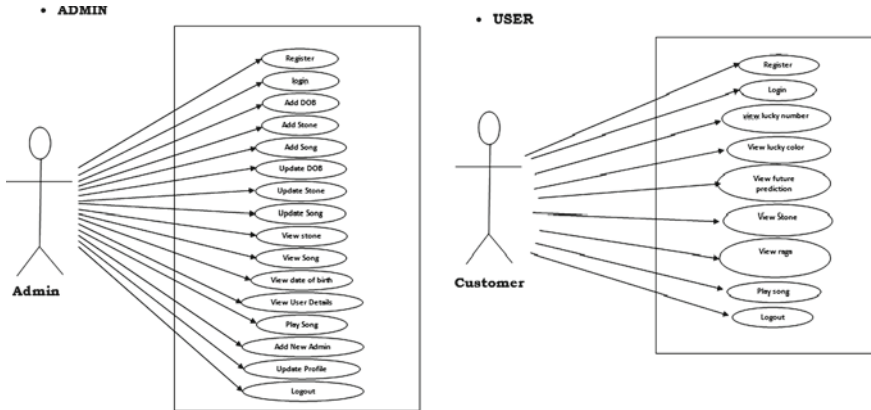 • ADMIN
Register
login
Add DOB
Add Stone
Add Song
Update DOB
Update Stone
Update Song
View stone
View Song
View date of birth
View User Details
Play Song
Add New Admin
Update Profile
Logout
Admin
• USER
Register
Login
view lucky number
View lucky color
View future
prediction
View Stone
View raga
Play song
Logout
Customer